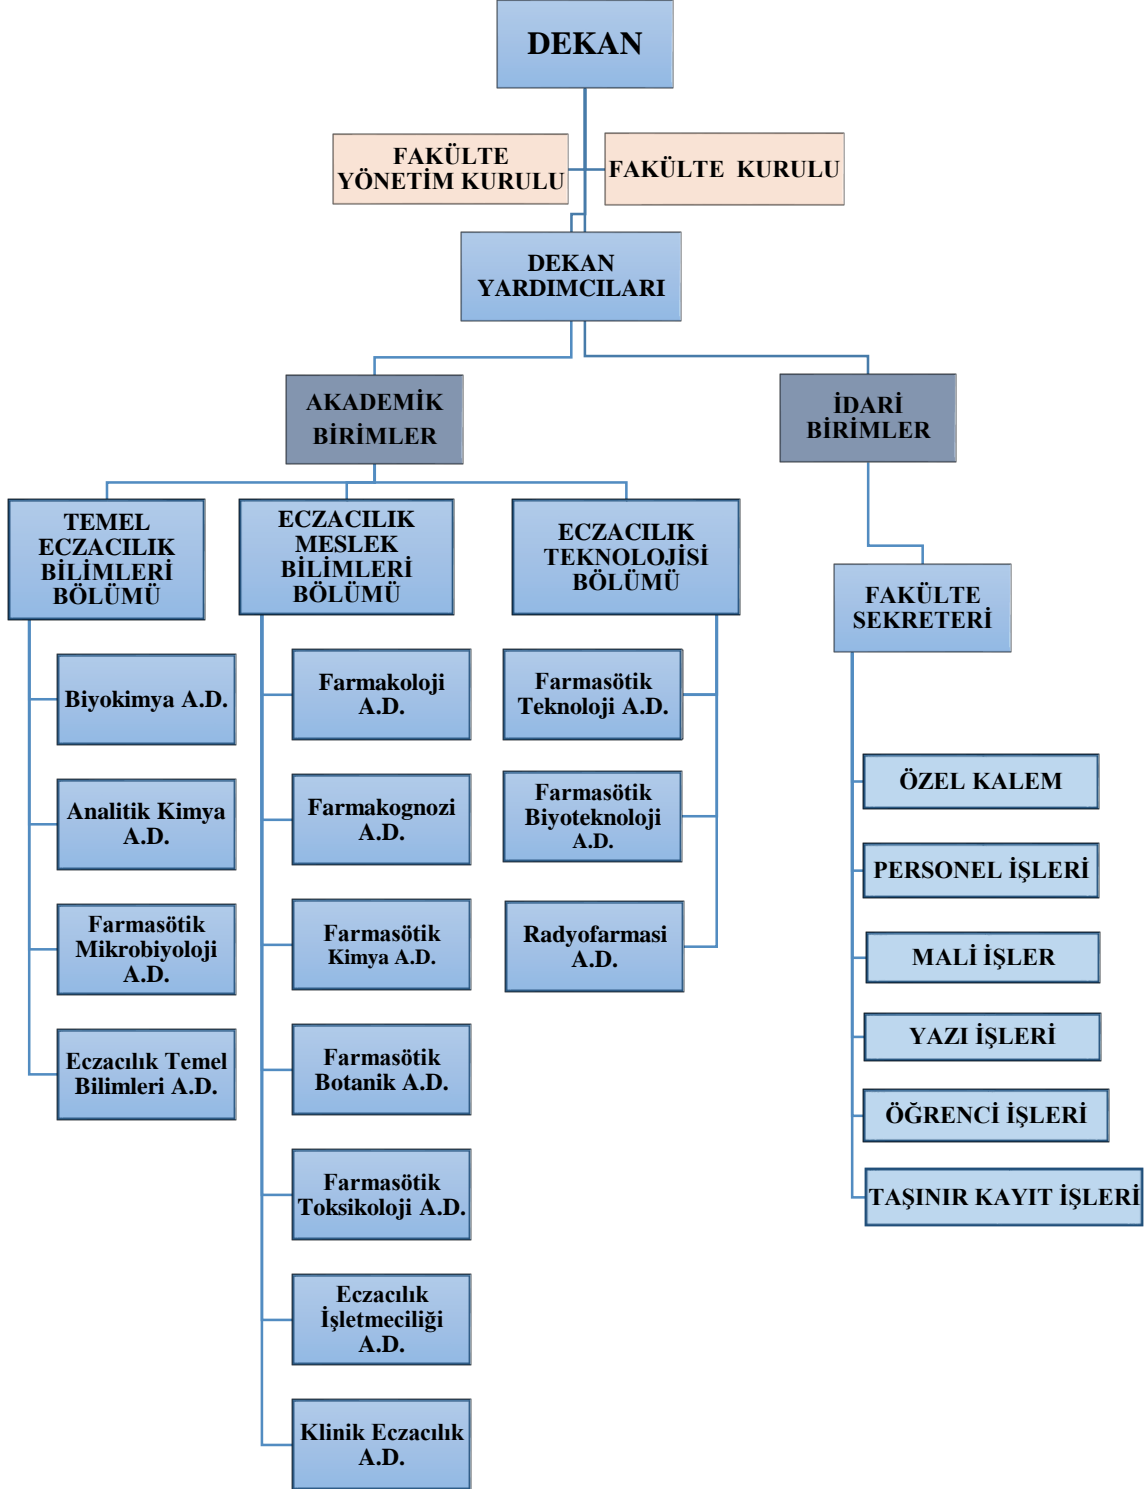 DEKAN
FAKÜLTE
YÖNETİM KURULU
FAKÜLTE KURULU
DEKAN
YARDIMCILARI
AKADEMİK
BİRİMLER
İDARİ
BİRİMLER
TEMEL
ECZACILIK
BİLİMLERİ
BÖLÜMÜ
ECZACILIK
MESLEK
BİLİMLERİ
BÖLÜMÜ
ECZACILIK
TEKNOLOJİSİ
BÖLÜMÜ
FAKÜLTE
SEKRETERİ
Biyokimya A.D.
Analitik Kimya
A.D.
Farmasötik
Mikrobiyoloji
A.D.
Eczacılık Temel
Bilimleri A.D.
Farmakoloji
A.D.
Farmakognozi
A.D.
Farmasötik
Kimya A.D.
Farmasötik
Botanik A.D.
Farmasötik
Toksikoloji A.D.
Eczacılık
İşletmeciliği
A.D.
Klinik Eczacılık
A.D.
Farmasötik
Teknoloji A.D.
Farmasötik
Biyoteknoloji
A.D.
Radyofarmasi
A.D.
ÖZEL KALEM
PERSONEL İŞLERİ
MALİ İŞLER
YAZI İŞLERİ
ÖĞRENCİ İŞLERİ
TAŞINIR KAYIT İŞLERİ